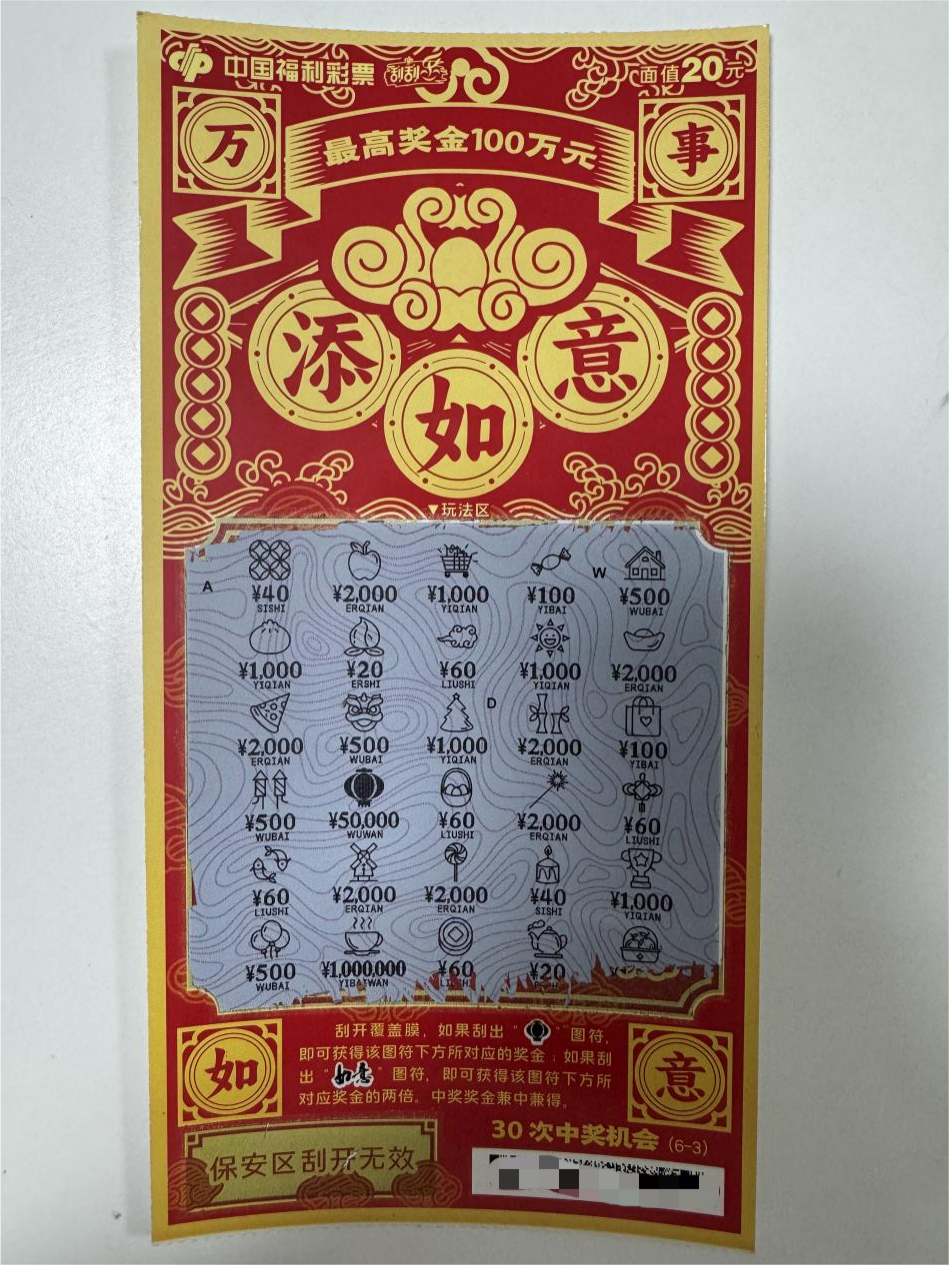 中国福利彩票 刮刮乐 面值20元
万 最高奖金100万元 事
添 如 意
▼玩法区
A W
¥40 ¥2,000 ¥1,000 ¥100 ¥500
SISHI ERQIAN YIQIAN YIBAI WUBAI
¥1,000 ¥20 ¥60 ¥1,000 ¥2,000
YIQIAN ERSHI LIUSHI YIQIAN ERQIAN
D
¥2,000 ¥500 ¥1,000 ¥2,000 ¥100
ERQIAN WUBAI YIQIAN ERQIAN YIBAI
¥500 ¥50,000 ¥60 ¥2,000 ¥60
WUBAI WUWAN LIUSHI ERQIAN LIUSHI
¥60 ¥2,000 ¥2,000 ¥40 ¥1,000
LIUSHI ERQIAN ERQIAN SISHI YIQIAN
¥500 ¥1,000,000 ¥60 ¥20
WUBAI YIBAIWAN
刮开覆盖膜，如果刮出“ ”图符，
即可获得该图符下方所对应的奖金；如果刮
出“如意”图符，即可获得该图符下方所
对应奖金的两倍。中奖奖金兼中兼得。
如 意
30 次中奖机会 (6-3)
保安区刮开无效